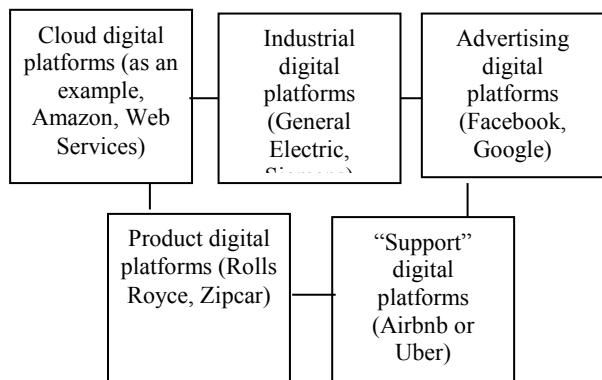 Cloud digital
platforms (as an
example,
Amazon, Web
Services)
Industrial
digital
platforms
(General
Electric,
Advertising
digital
platforms
(Facebook,
Google)
Product digital
platforms (Rolls
Royce, Zipcar)
“Support”
digital
platforms
(Airbnb or
Uber)